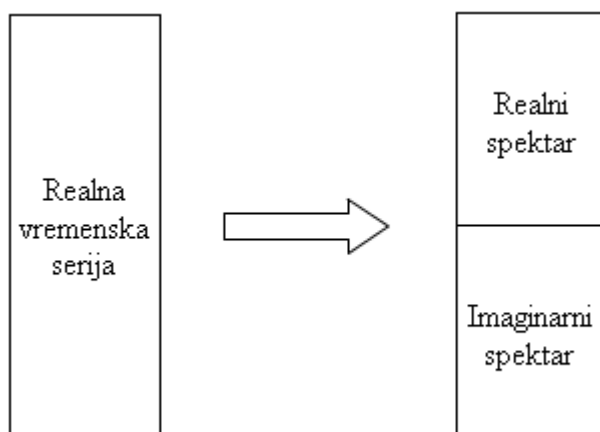 Realna
vremenska
serija
Realni
spektar
Imaginarni
spektar